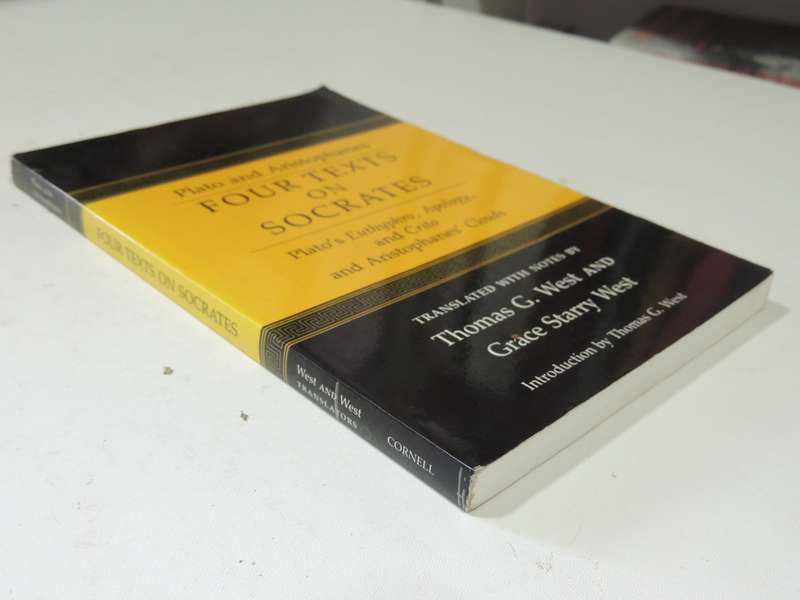 Plato and Aristophanes
FOUR TEXTS
ON
SOCRATES
Plato's Euthyphro, Apology,
and Crito
and Aristophanes' Clouds
TRANSLATED WITH NOTES BY
Thomas G. West AND
Grace Starry West
Introduction by Thomas G. West
FOUR TEXTS ON SOCRATES
West AND West
TRANSLATORS
CORNELL